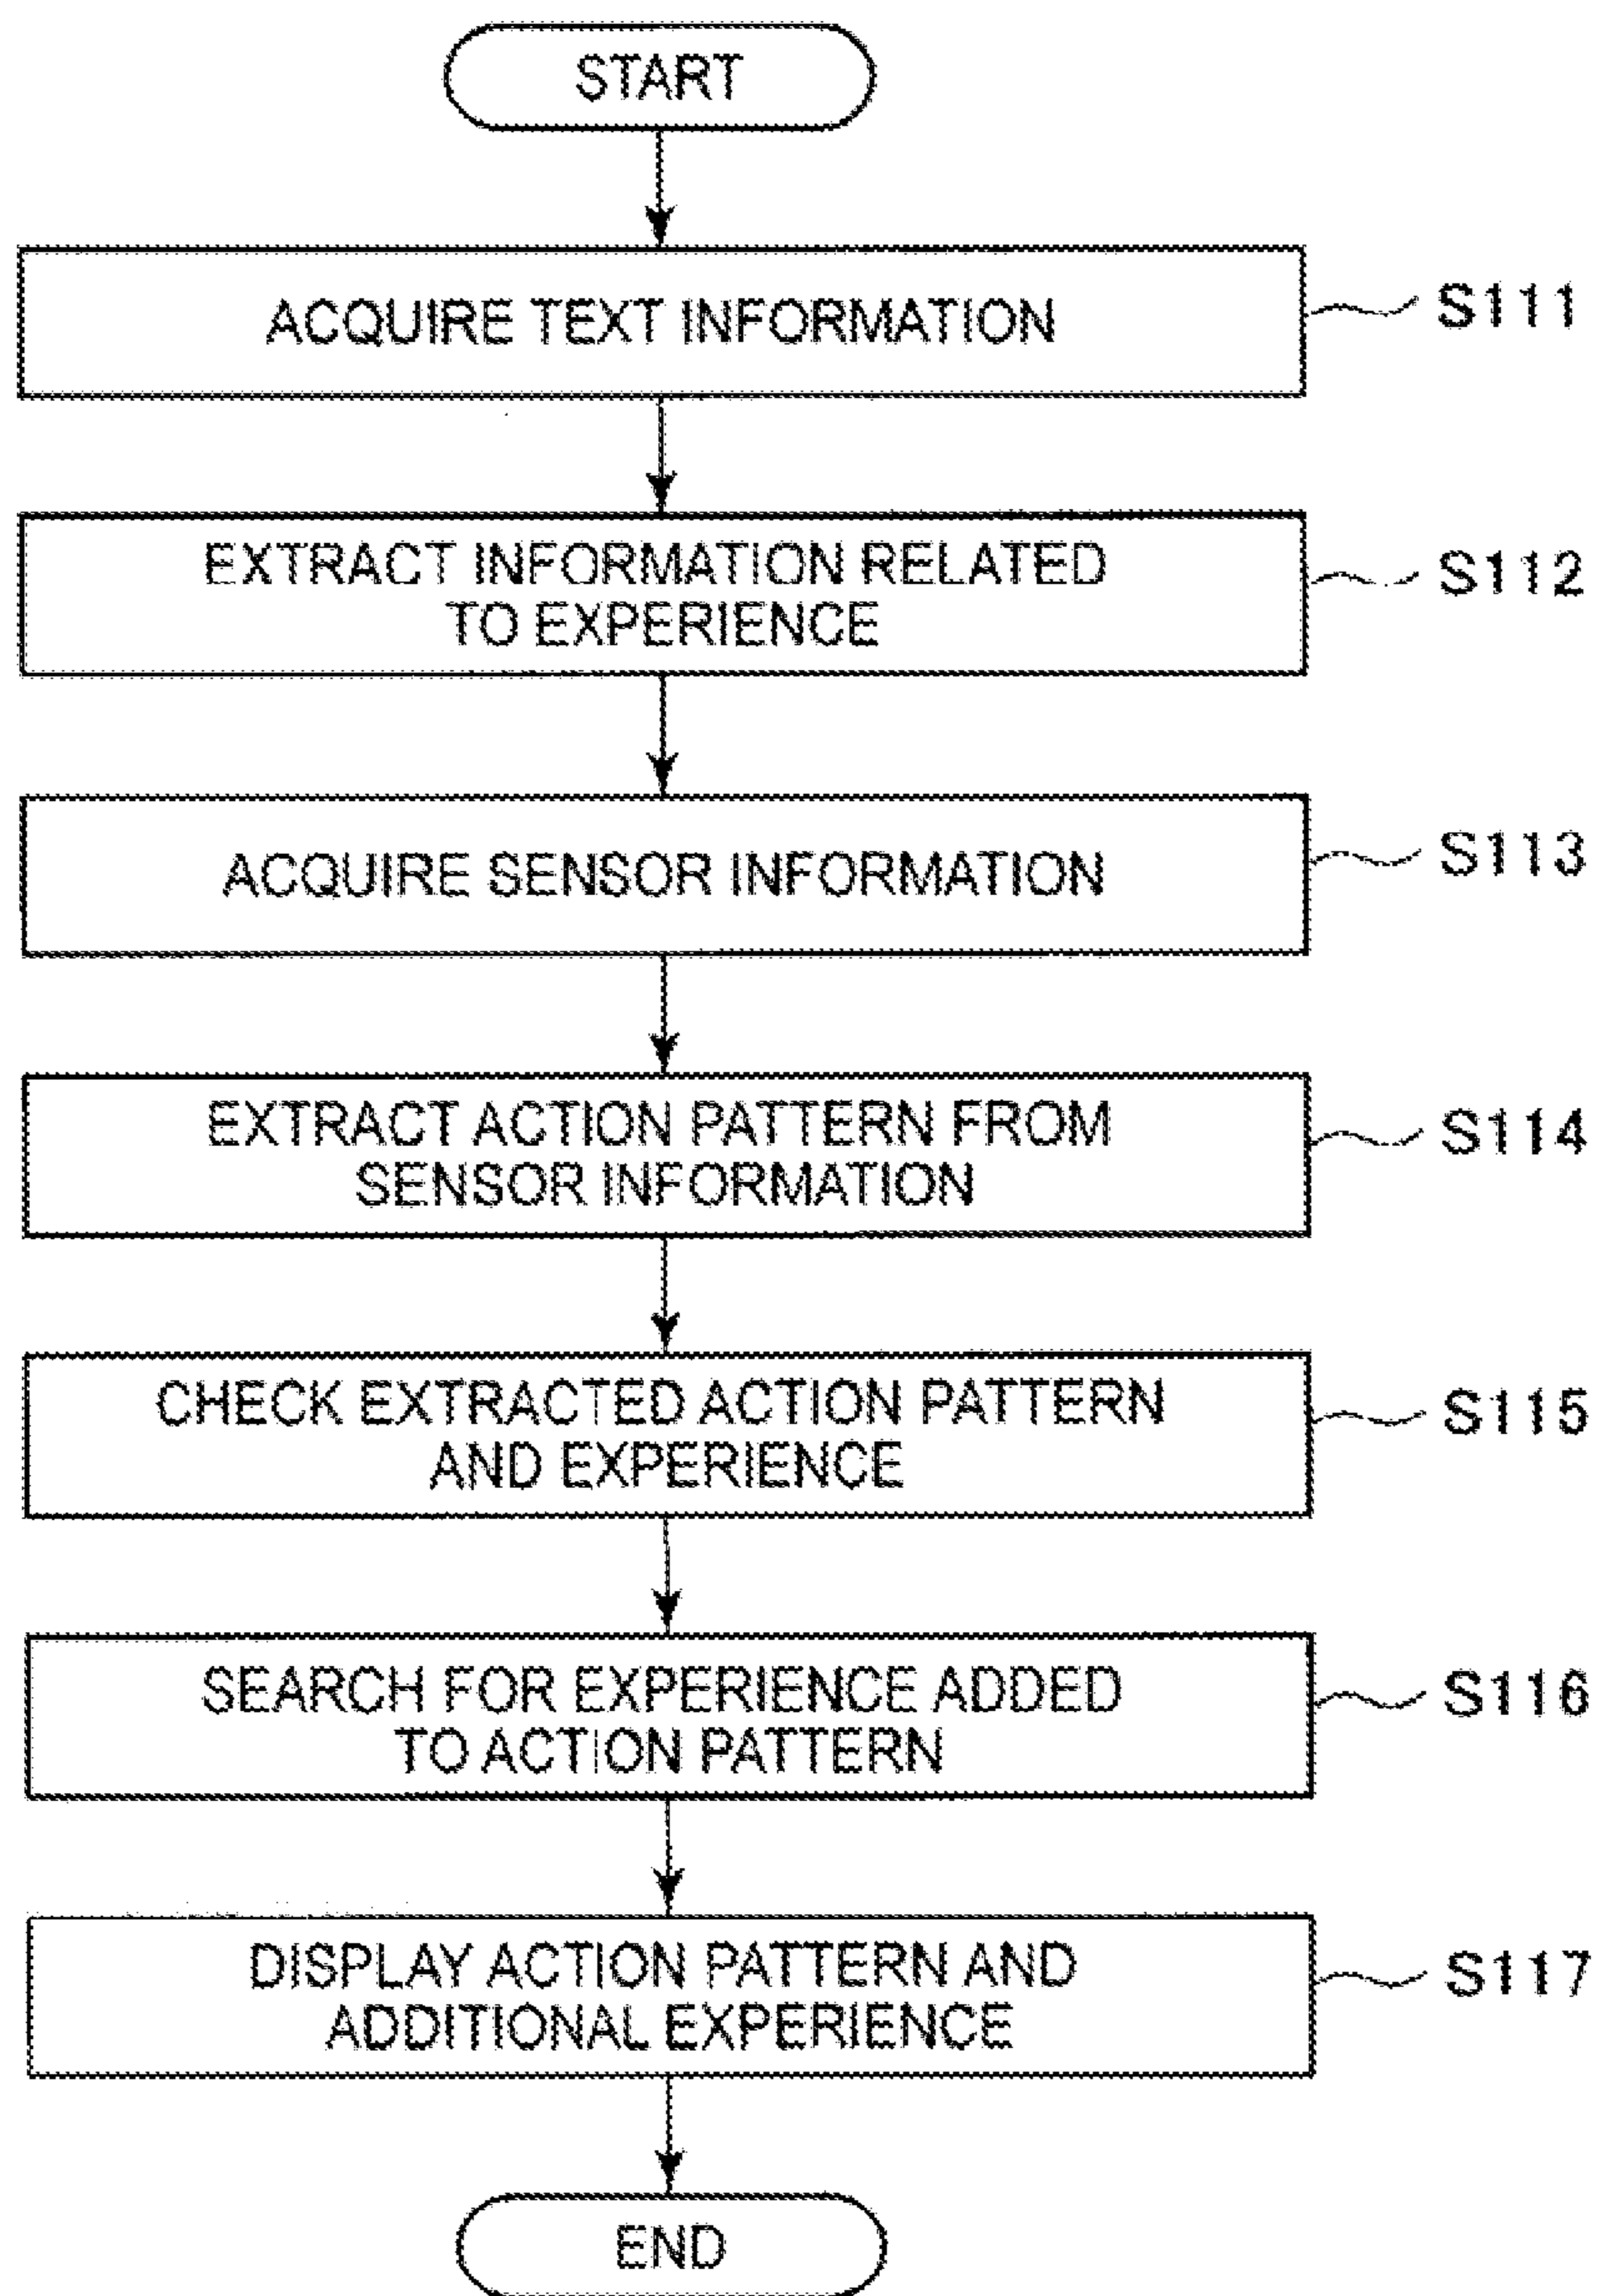 START
ACQUIRE TEXT INFORMATION
S111
EXTRACT INFORMATION RELATED
TO EXPERIENCE
S112
ACQUIRE SENSOR INFORMATION
S113
EXTRACT ACTION PATTERN FROM
SENSOR INFORMATION
S114
CHECK EXTRACTED ACTION PATTERN
AND EXPERIENCE
S115
SEARCH FOR EXPERIENCE ADDED
TO ACTION PATTERN
S116
DISPLAY ACTION PATTERN AND
ADDITIONAL EXPERIENCE
S117
END